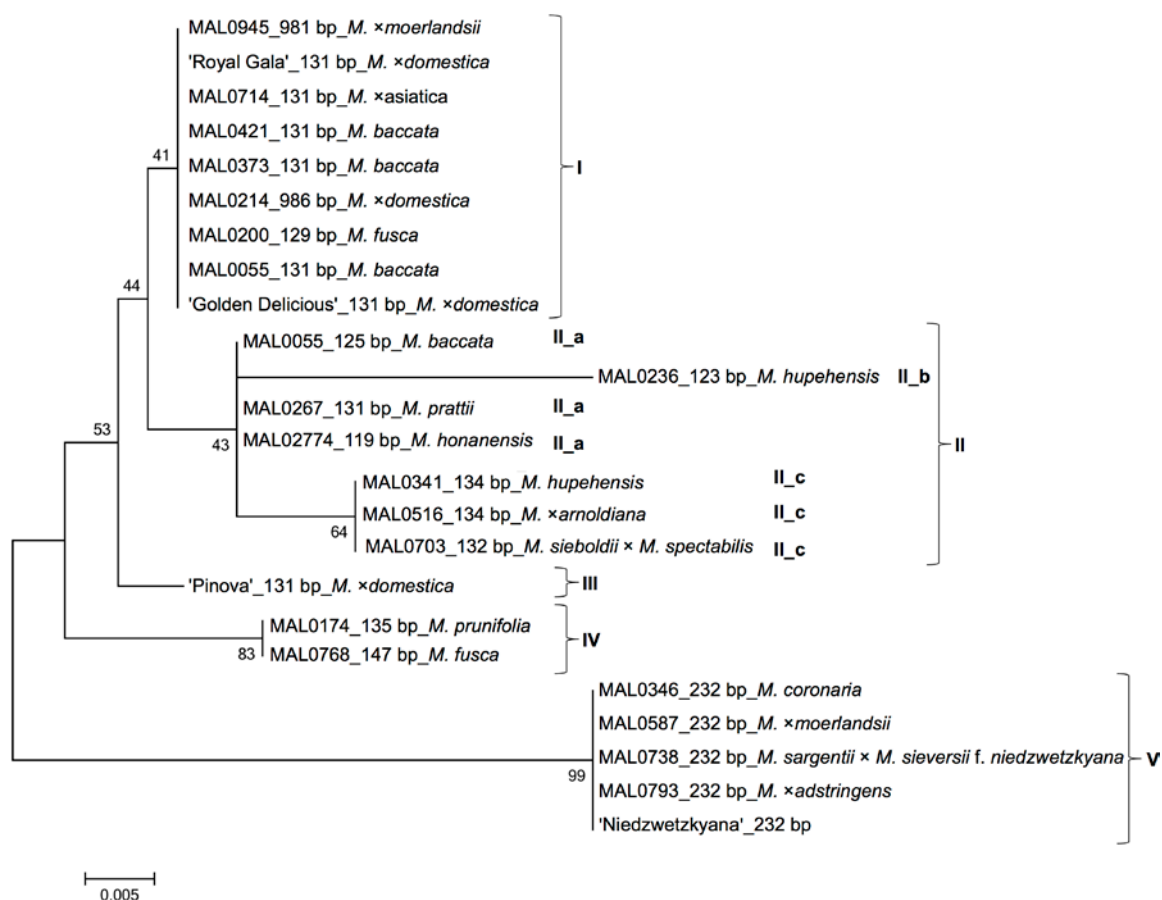 MAL0945_981 bp_M. ×moerlandsii
'Royal Gala'_131 bp_M. ×domestica
MAL0714_131 bp_M. ×asiatica
MAL0421_131 bp_M. baccata
41
MAL0373_131 bp_M. baccata
I
MAL0214_986 bp_M. ×domestica
MAL0200_129 bp_M. fusca
MAL0055_131 bp_M. baccata
44
'Golden Delicious'_131 bp_M. ×domestica
MAL0055_125 bp_M. baccata II_a
MAL0236_123 bp_M. hupehensis II_b
MAL0267_131 bp_M. prattii II_a
53
43
MAL02774_119 bp_M. honanensis II_a
II
MAL0341_134 bp_M. hupehensis II_c
MAL0516_134 bp_M. ×arnoldiana II_c
64
MAL0703_132 bp_M. sieboldii × M. spectabilis II_c
'Pinova'_131 bp_M. ×domestica III
MAL0174_135 bp_M. prunifolia
IV
83
MAL0768_147 bp_M. fusca
MAL0346_232 bp_M. coronaria
MAL0587_232 bp_M. ×moerlandsii
MAL0738_232 bp_M. sargentii × M. sieversii f. niedzwetzkyana V
99
MAL0793_232 bp_M. ×adstringens
'Niedzwetzkyana'_232 bp
0.005